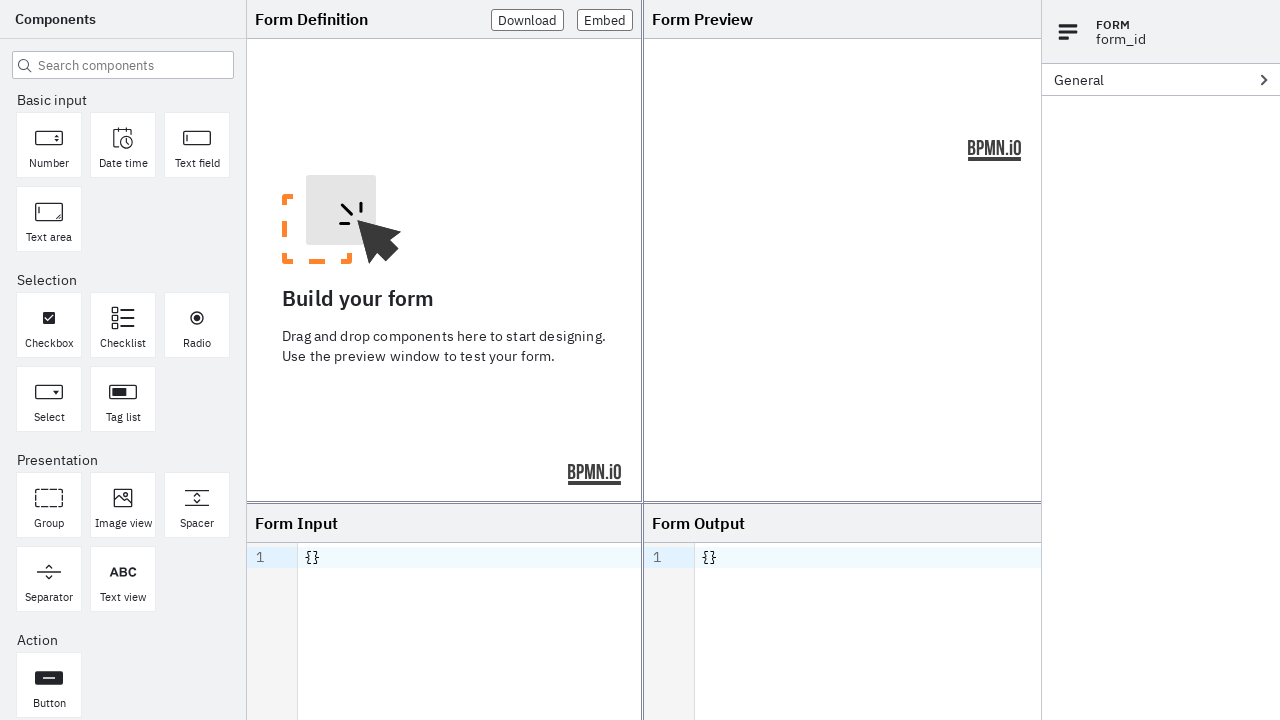 Components
Search components
Basic input
Number
Date time
Text field
Text area
Selection
Checkbox
Checklist
Radio
Select
Tag list
Presentation
Group
Image view
Spacer
Separator
ABC
Text view
Action
Button
Form Definition
Download
Embed
Build your form
Drag and drop components here to start designing.
Use the preview window to test your form.
BPMN.iO
Form Preview
BPMN.iO
Form Input
1
{}
Form Output
1
{}
FORM
form_id
General